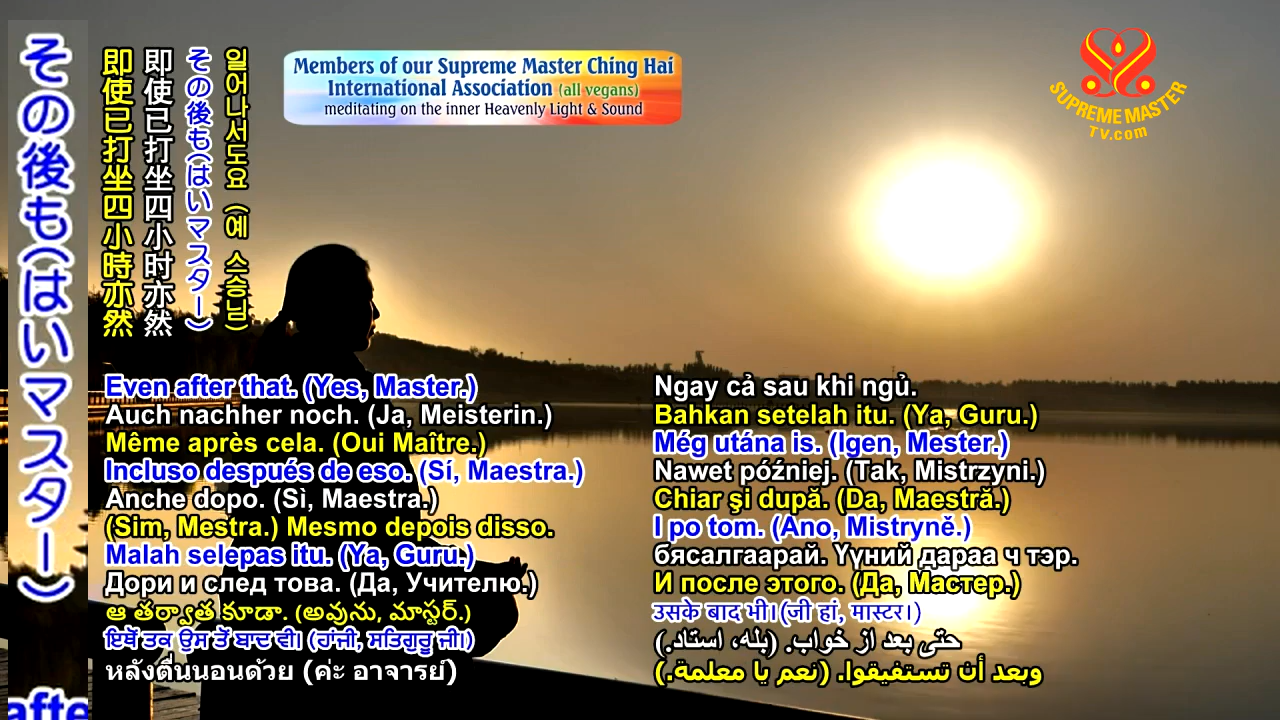 その後も(はいマスター)
即使已打坐四小時亦然
即使已打坐四小时亦然
その後も(はいマスター)
일어나서도요 (예 스승님)
Members of our Supreme Master Ching Hai
International Association (all vegans)
meditating on the inner Heavenly Light & Sound
SUPREME MASTER
TV.com
Even after that. (Yes, Master.)
Auch nachher noch. (Ja, Meisterin.)
Même après cela. (Oui Maître.)
Incluso después de eso. (Sí, Maestra.)
Anche dopo. (Sì, Maestra.)
(Sim, Mestra.) Mesmo depois disso.
Malah selepas itu. (Ya, Guru.)
Дори и след това. (Да, Учителю.)
ఆ తర్వాత కూడా. (అవును, మాస్టర్.)
ਇਥੋਂ ਤਕ ਉਸ ਤੋਂ ਬਾਦ ਵੀ। (ਹਾਂਜੀ, ਸਤਿਗੁਰੂ ਜੀ।)
หลังตื่นนอนด้วย (ค่ะ อาจารย์)
Ngay cả sau khi ngủ.
Bahkan setelah itu. (Ya, Guru.)
Még utána is. (Igen, Mester.)
Nawet później. (Tak, Mistrzyni.)
Chiar şi după. (Da, Maestră.)
I po tom. (Ano, Mistryně.)
бясалгаарай. Үүний дараа ч тэр.
И после этого. (Да, Мастер.)
उसके बाद भी। (जी हां, मास्टर।)
حتی بعد از خواب. (بله، استاد.)
وبعد أن تستفيقوا. (نعم يا معلمة.)
afte